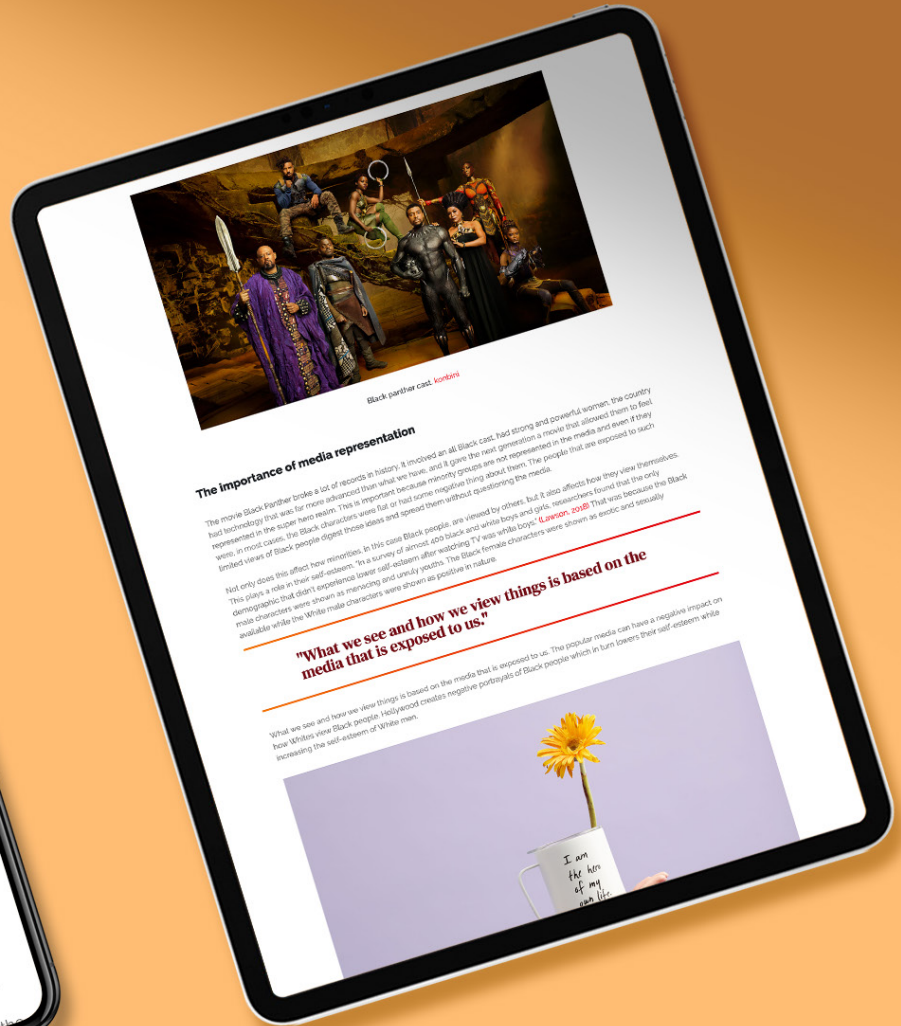 Black panther cast. konbini
The importance of media representation
The movie Black Panther broke a lot of records in history. It involved an all Black cast, had strong and powerful women, the country
had technology that was far more advanced than what we have, and it gave the next generation a movie that allowed them to feel
represented in the super hero realm. This is important because minority groups are not represented in the media and even if they
were, in most cases, the Black characters were flat or had some negative thing about them. The people that are exposed to such
limited views of Black people digest those ideas and spread them without questioning the media.
Not only does this affect how minorities, in this case Black people, are viewed by others, but it also affects how they view themselves.
This plays a role in their self-esteem. "In a survey of almost 400 black and white boys and girls, researchers found that the only
demographic that didn't experience lower self-esteem after watching TV was white boys." (Lawson, 2018) That was because the Black
male characters were shown as menacing and unruly youths. The Black female characters were shown as exotic and sexually
available while the White male characters were shown as positive in nature.
"What we see and how we view things is based on the
media that is exposed to us."
What we see and how we view things is based on the media that is exposed to us. The popular media can have a negative impact on
how Whites view Black people. Hollywood creates negative portrayals of Black people which in turn lowers their self-esteem while
increasing the self-esteem of White men.
I am
the hero
of my
own life.
the